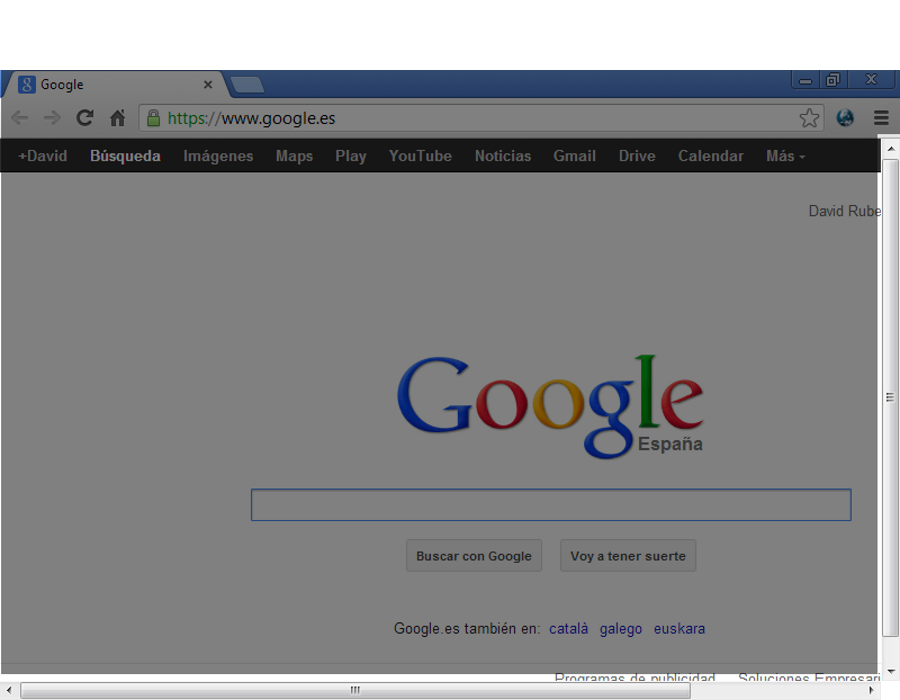 Google
https://www.google.es
+David Búsqueda Imágenes Maps Play YouTube Noticias Gmail Drive Calendar Más
David Rube
Google
España
Buscar con Google Voy a tener suerte
Google.es también en: català galego euskara
Programas de publicidad Soluciones Empresari